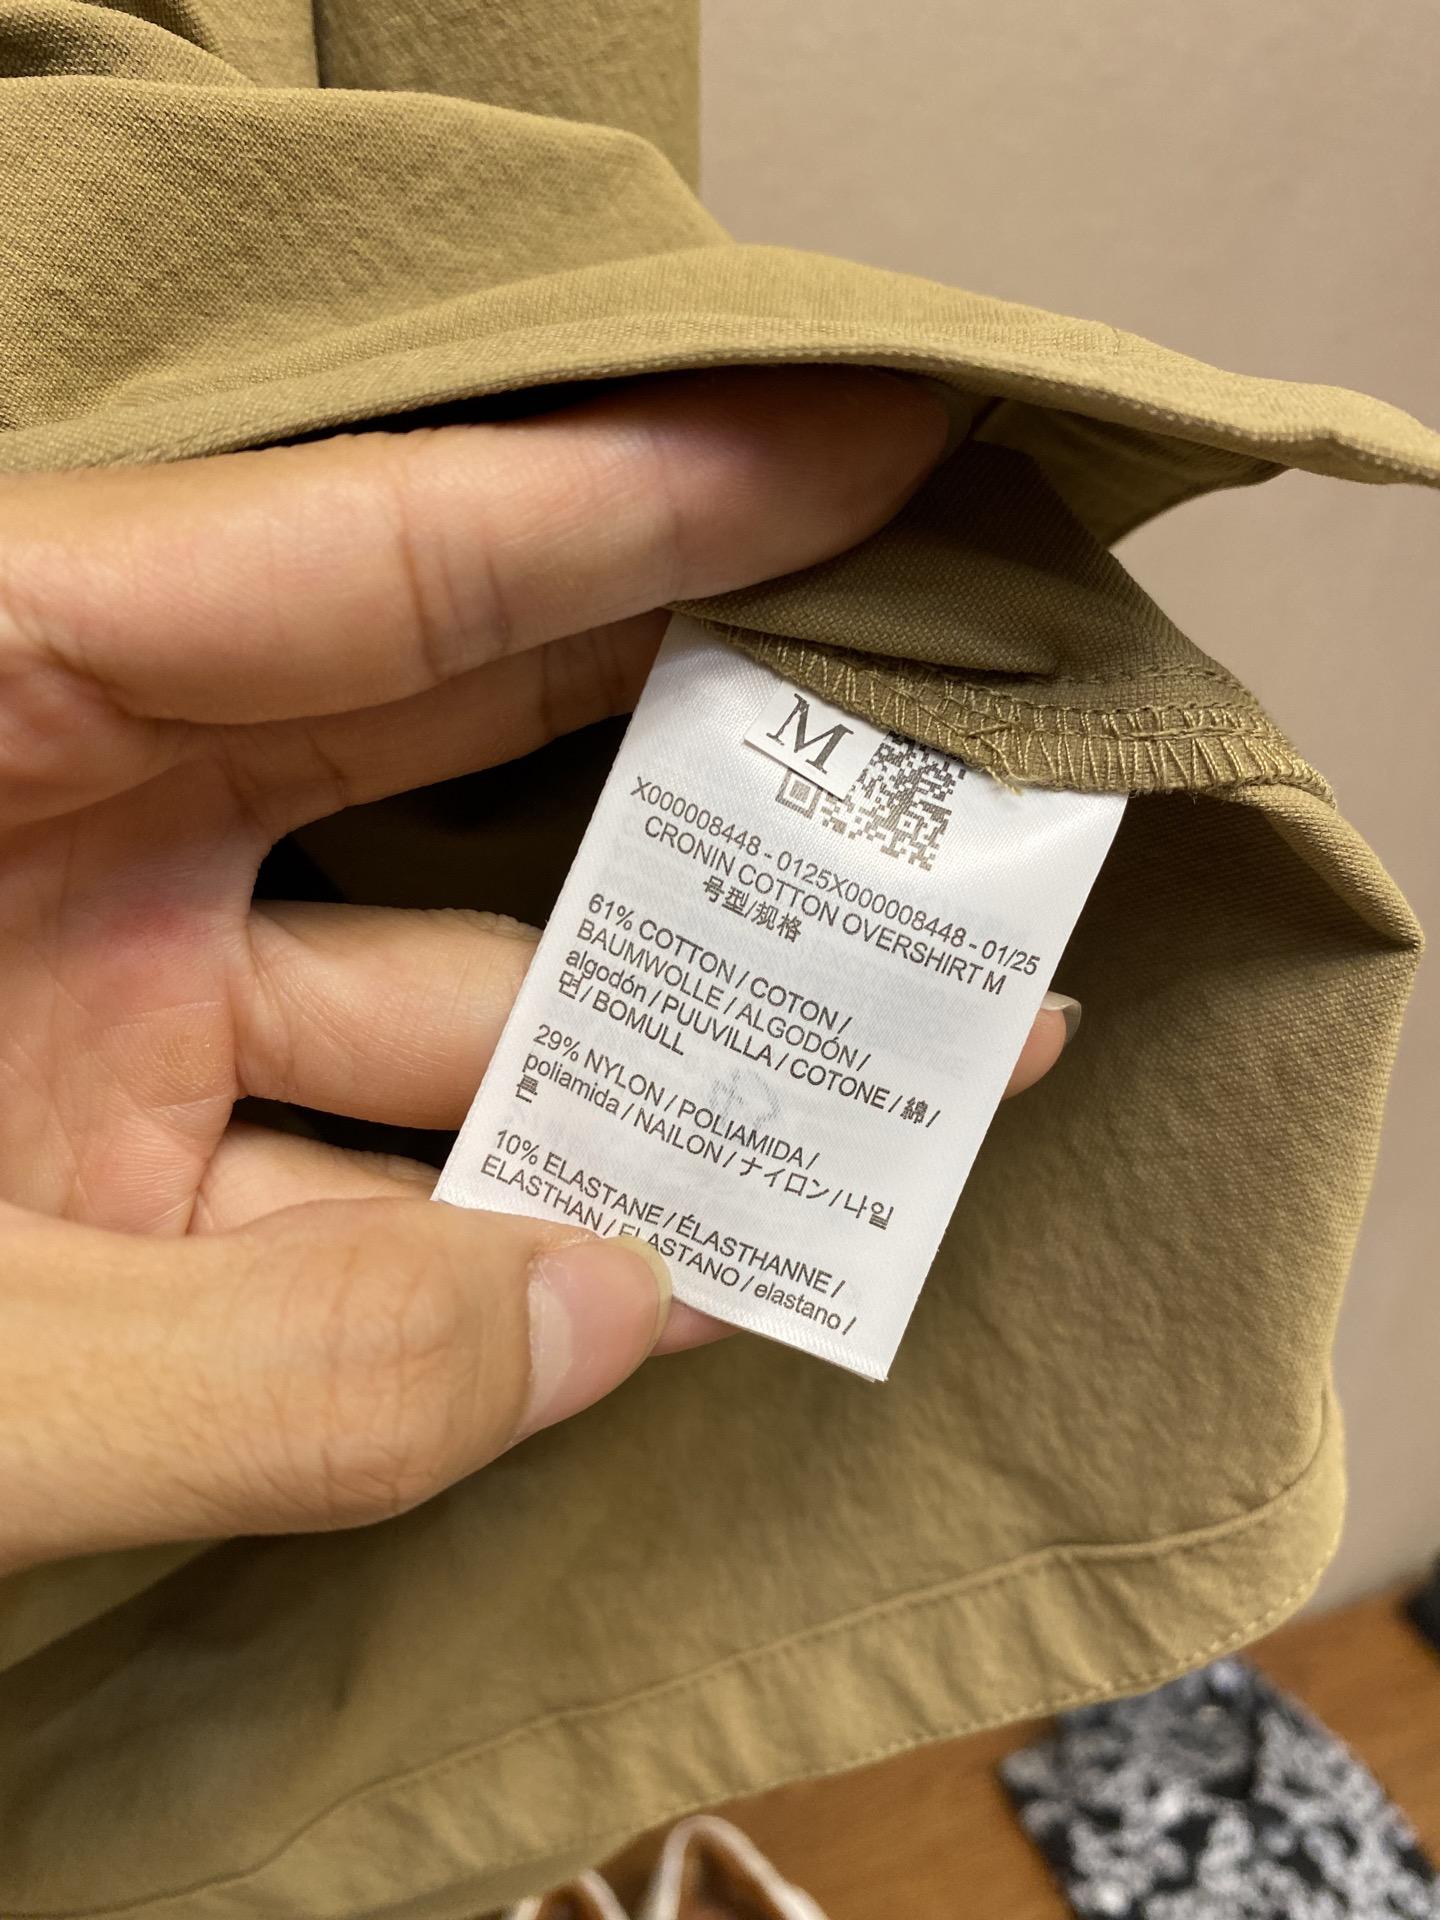 M
X000008448 - 0125X000008448 - 01/25
CRONIN COTTON OVERSHIRT M
号型/规格
61% COTTON / COTON /
BAUMWOLLE / ALGODÓN /
algodón / PUUVILLA / COTONE / 綿 /
면 / BOMULL
29% NYLON / POLIAMIDA /
poliamida / NAILON / ナイロン / 나일
론
10% ELASTANE / ÉLASTHANNE /
ELASTHAN / ELASTANO / elastano /